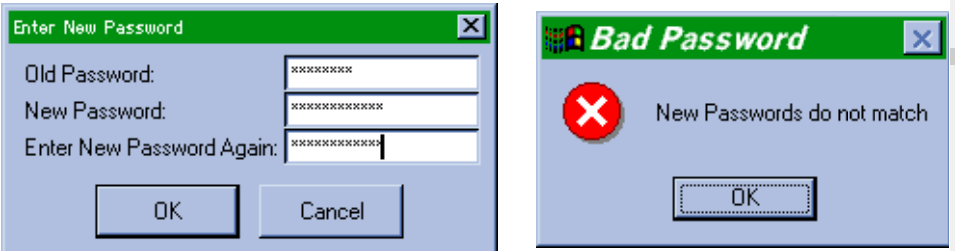 Enter New Password
Old Password: ********
New Password: ************
Enter New Password Again: ************
OK Cancel
Bad Password
New Passwords do not match
OK